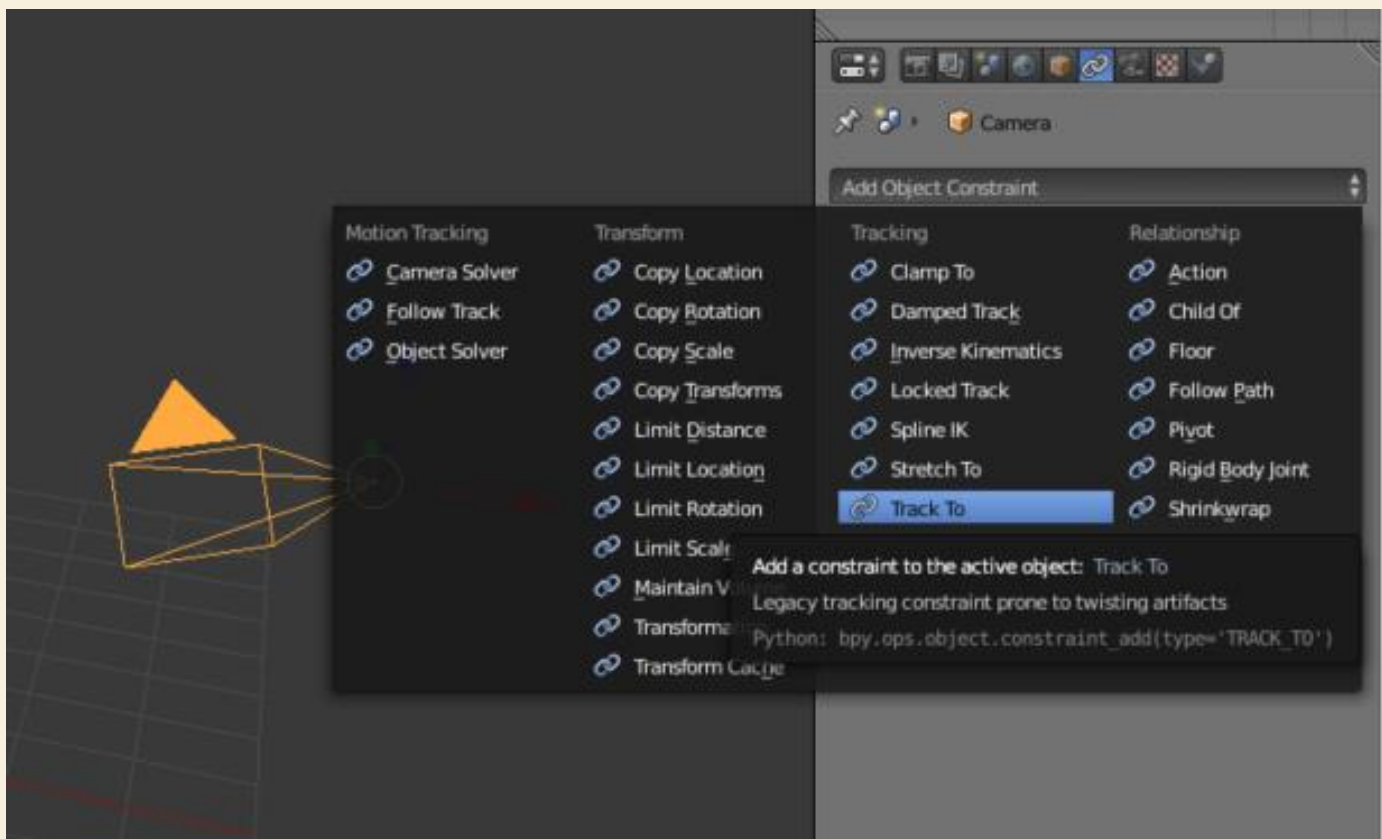 Camera
Add Object Constraint
Motion Tracking
Camera Solver
Follow Track
Object Solver
Transform
Copy Location
Copy Rotation
Copy Scale
Copy Transforms
Limit Distance
Limit Location
Limit Rotation
Limit Scale
Maintain V
Transforma
Transform Cache
Tracking
Clamp To
Damped Track
Inverse Kinematics
Locked Track
Spline IK
Stretch To
Track To
Relationship
Action
Child Of
Floor
Follow Path
Pivot
Rigid Body Joint
Shrinkwrap
Add a constraint to the active object: Track To
Legacy tracking constraint prone to twisting artifacts
Python: bpy.ops.object.constraint_add(type='TRACK_TO')